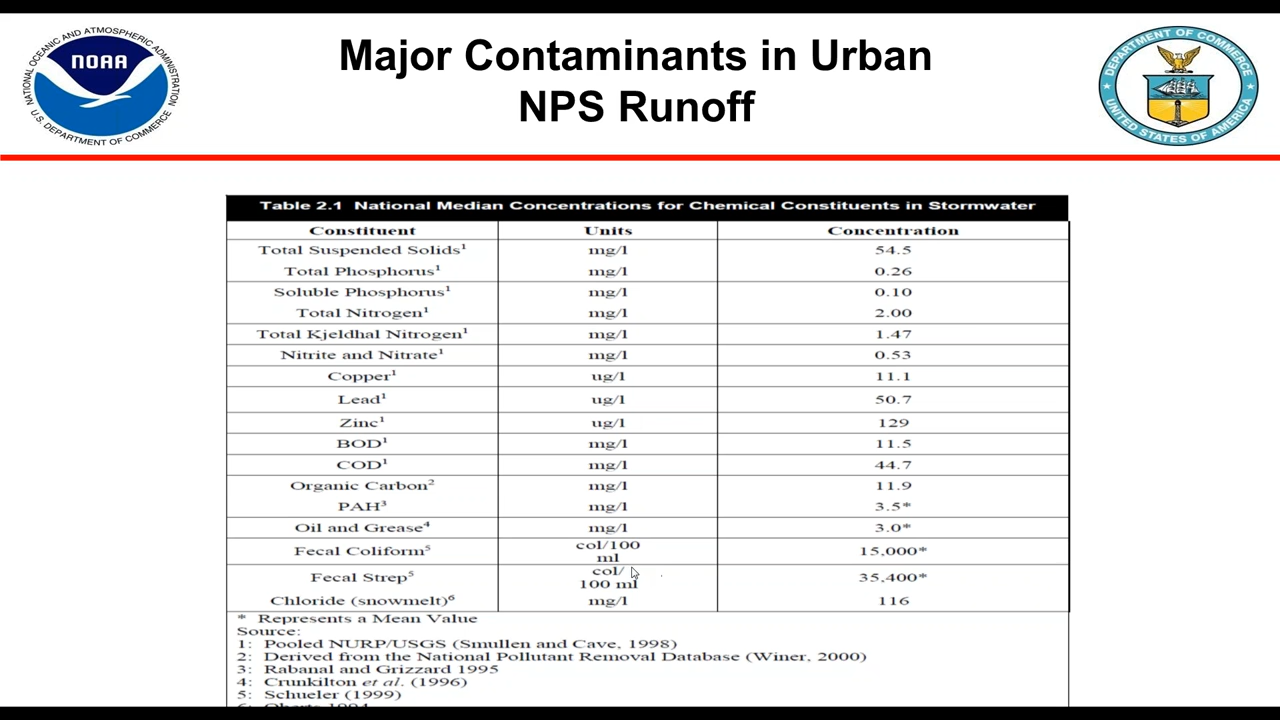 Major Contaminants in Urban
NPS Runoff
NATIONAL OCEANIC AND ATMOSPHERIC ADMINISTRATION
NOAA
U.S. DEPARTMENT OF COMMERCE
DEPARTMENT OF COMMERCE
UNITED STATES OF AMERICA
Table 2.1 National Median Concentrations for Chemical Constituents in Stormwater
Constituent Units Concentration
Total Suspended Solids¹ mg/l 54.5
Total Phosphorus¹ mg/l 0.26
Soluble Phosphorus¹ mg/l 0.10
Total Nitrogen¹ mg/l 2.00
Total Kjeldhal Nitrogen¹ mg/l 1.47
Nitrite and Nitrate¹ mg/l 0.53
Copper¹ ug/l 11.1
Lead¹ ug/l 50.7
Zinc¹ ug/l 129
BOD¹ mg/l 11.5
COD¹ mg/l 44.7
Organic Carbon² mg/l 11.9
PAH³ mg/l 3.5*
Oil and Grease⁴ mg/l 3.0*
Fecal Coliform⁵ col/100 ml 15,000*
Fecal Strep⁵ col/ 100 ml 35,400*
Chloride (snowmelt)⁶ mg/l 116
* Represents a Mean Value
Source:
1: Pooled NURP/USGS (Smullen and Cave, 1998)
2: Derived from the National Pollutant Removal Database (Winer, 2000)
3: Rabanal and Grizzard 1995
4: Crunkilton et al. (1996)
5: Schueler (1999)